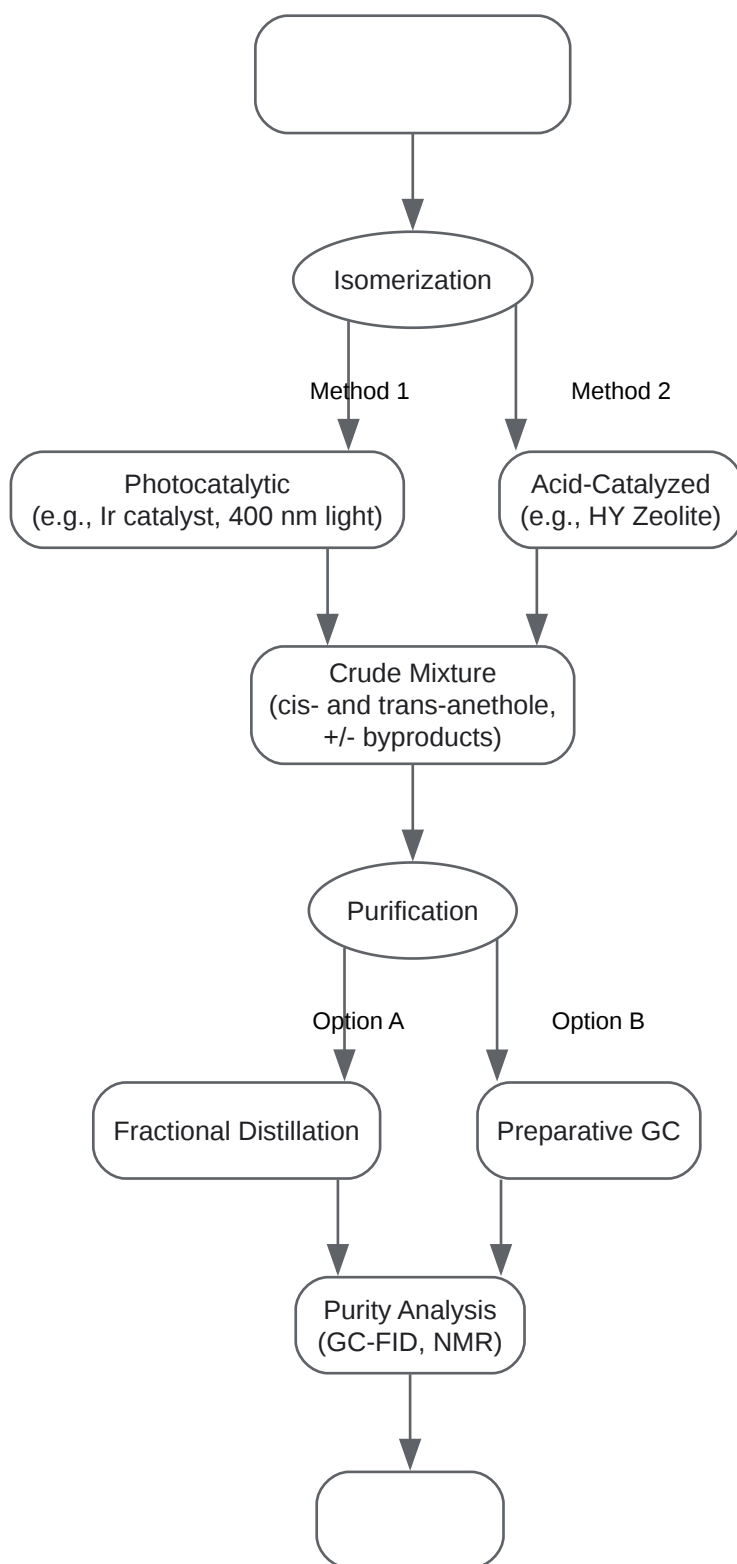 Isomerization
Method 1
Method 2
Photocatalytic
(e.g., Ir catalyst, 400 nm light)
Acid-Catalyzed
(e.g., HY Zeolite)
Crude Mixture
(cis- and trans-anethole,
+/- byproducts)
Purification
Option A
Option B
Fractional Distillation
Preparative GC
Purity Analysis
(GC-FID, NMR)